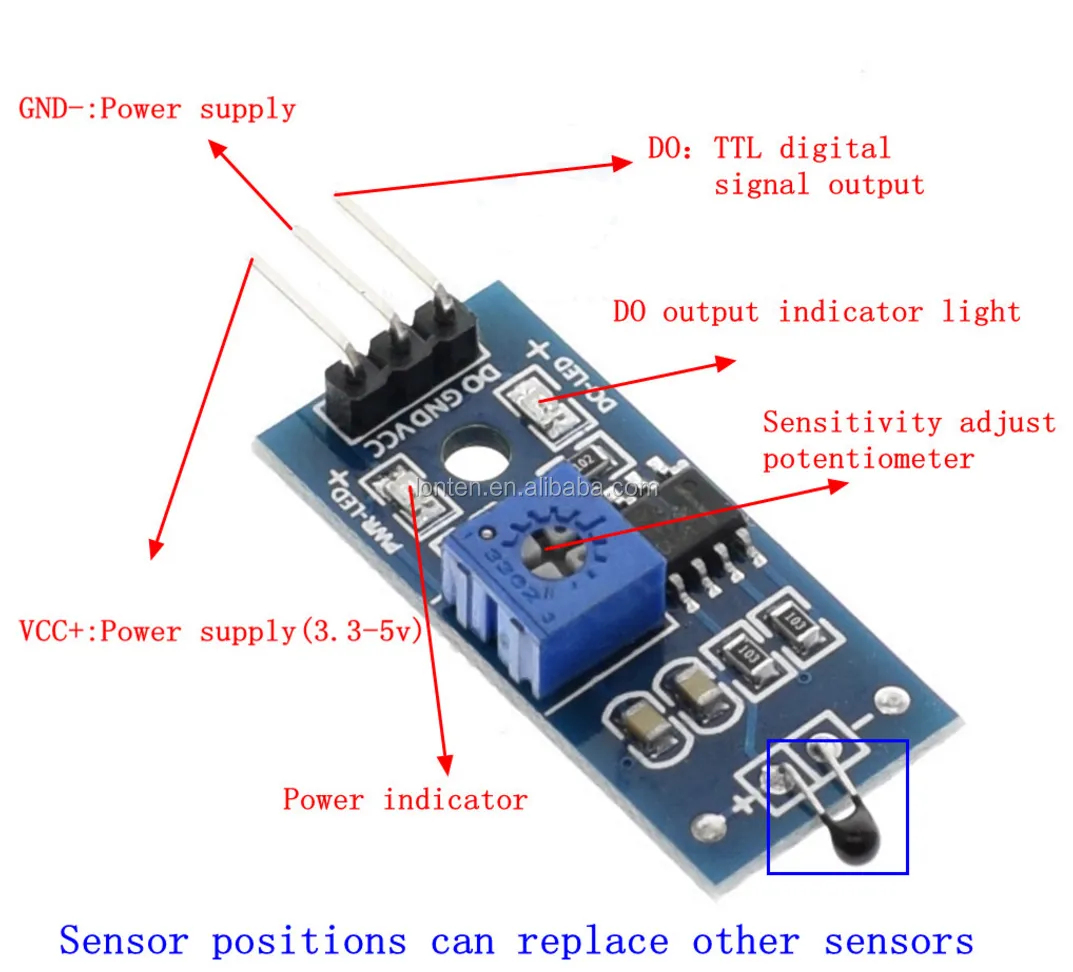 GND-:Power supply
DO: TTL digital
signal output
DO output indicator light
DO GND VCC
DO-LED +
Sensitivity adjust
potentiometer
102
lonten.en.alibaba.com
PWR-LED+
3302
VCC+:Power supply(3.3-5v)
103
103
-
+
Power indicator
Sensor positions can replace other sensors